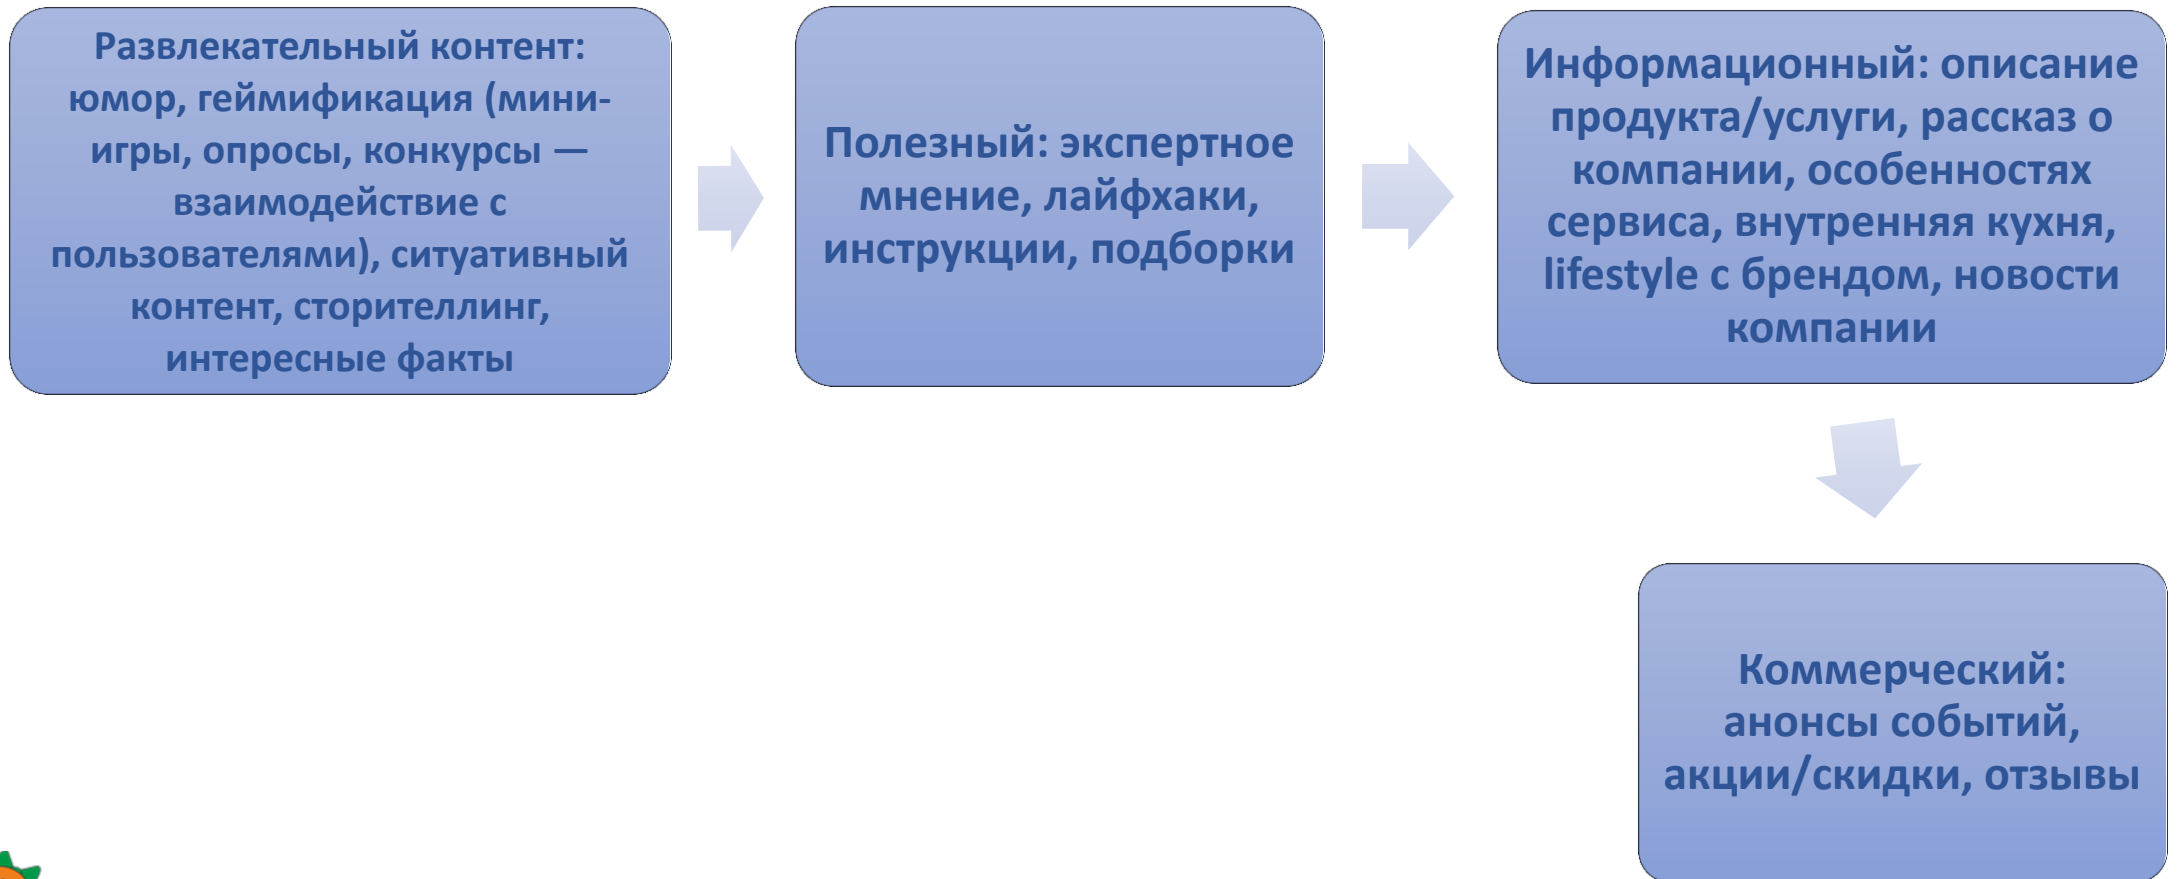 Развлекательный контент:
юмор, геймификация (мини-
игры, опросы, конкурсы —
взаимодействие с
пользователями), ситуативный
контент, сторителлинг,
интересные факты
Полезный: экспертное
мнение, лайфхаки,
инструкции, подборки
Информационный: описание
продукта/услуги, рассказ о
компании, особенностях
сервиса, внутренняя кухня,
lifestyle с брендом, новости
компании
Коммерческий:
анонсы событий,
акции/скидки, отзывы